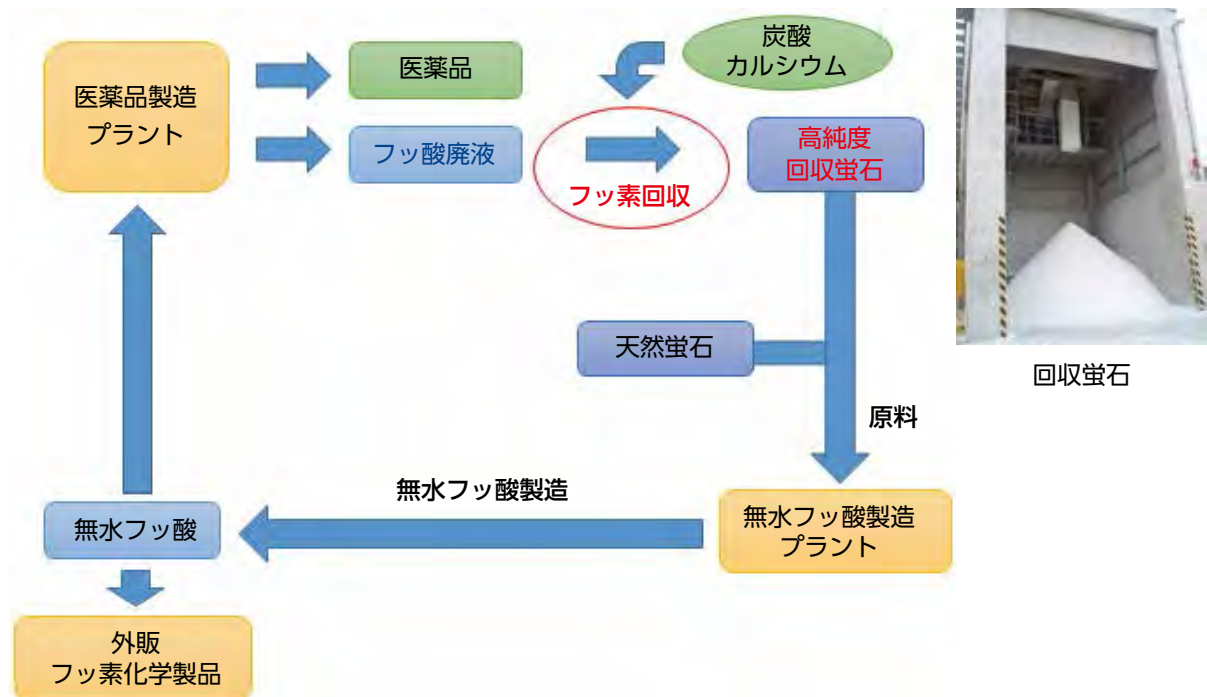 医薬品製造
プラント
医薬品
フッ酸廃液
炭酸
カルシウム
フッ素回収
高純度
回収蛍石
回収蛍石
天然蛍石
原料
無水フッ酸製造
無水フッ酸製造
プラント
無水フッ酸
外販
フッ素化学製品